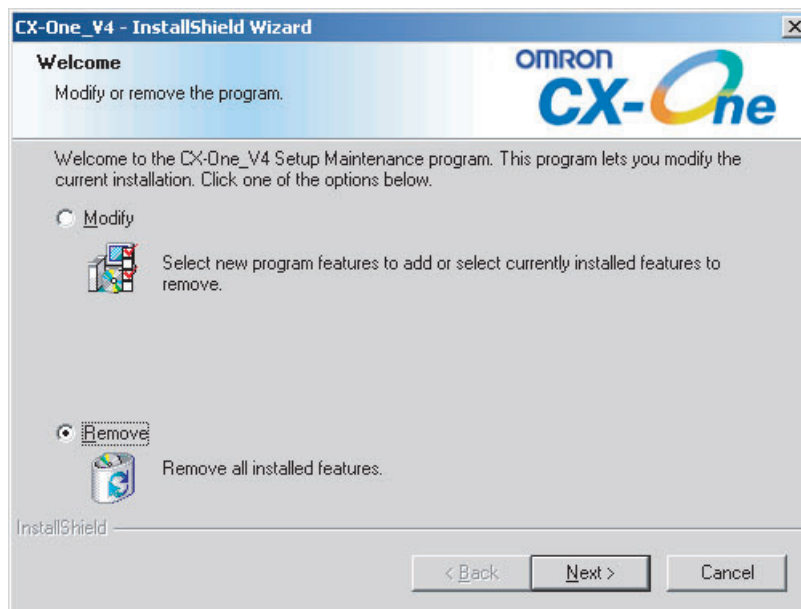 CX-One_V4 - InstallShield Wizard
Welcome
Modify or remove the program.
OMRON
CX-One
Welcome to the CX-One_V4 Setup Maintenance program. This program lets you modify the
current installation. Click one of the options below.
Modify
Select new program features to add or select currently installed features to
remove.
Remove
Remove all installed features.
InstallShield
< Back
Next >
Cancel